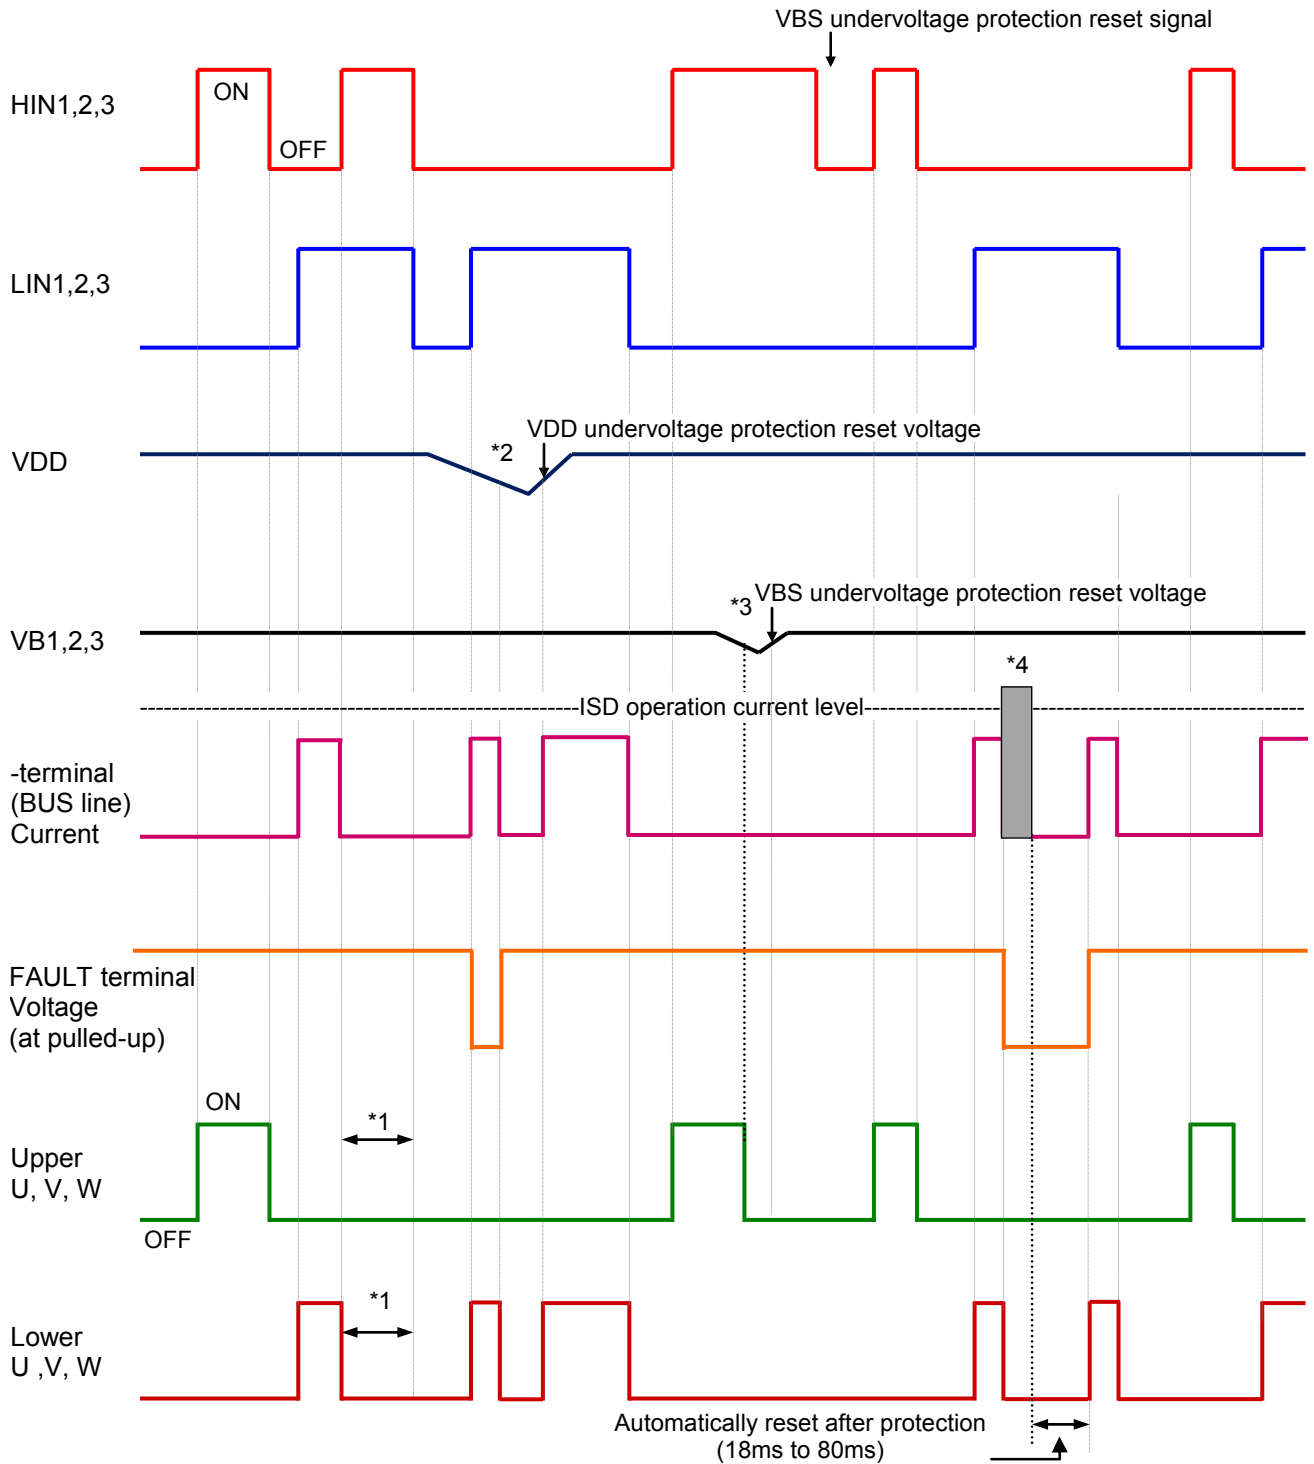 VBS undervoltage protection reset signal
HIN1,2,3
ON
OFF
LIN1,2,3
VDD undervoltage protection reset voltage
*2
VDD
VBS undervoltage protection reset voltage
*3
VB1,2,3
*4
ISD operation current level
-terminal
(BUS line)
Current
FAULT terminal
Voltage
(at pulled-up)
ON
*1
Upper
U, V, W
OFF
*1
Lower
U ,V, W
Automatically reset after protection
(18ms to 80ms)